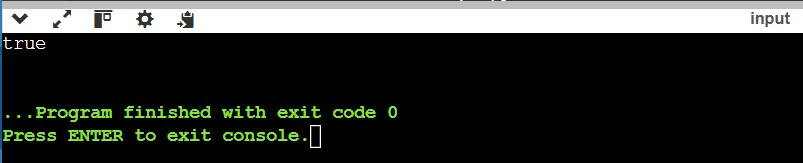 input
true
...Program finished with exit code 0
Press ENTER to exit console.